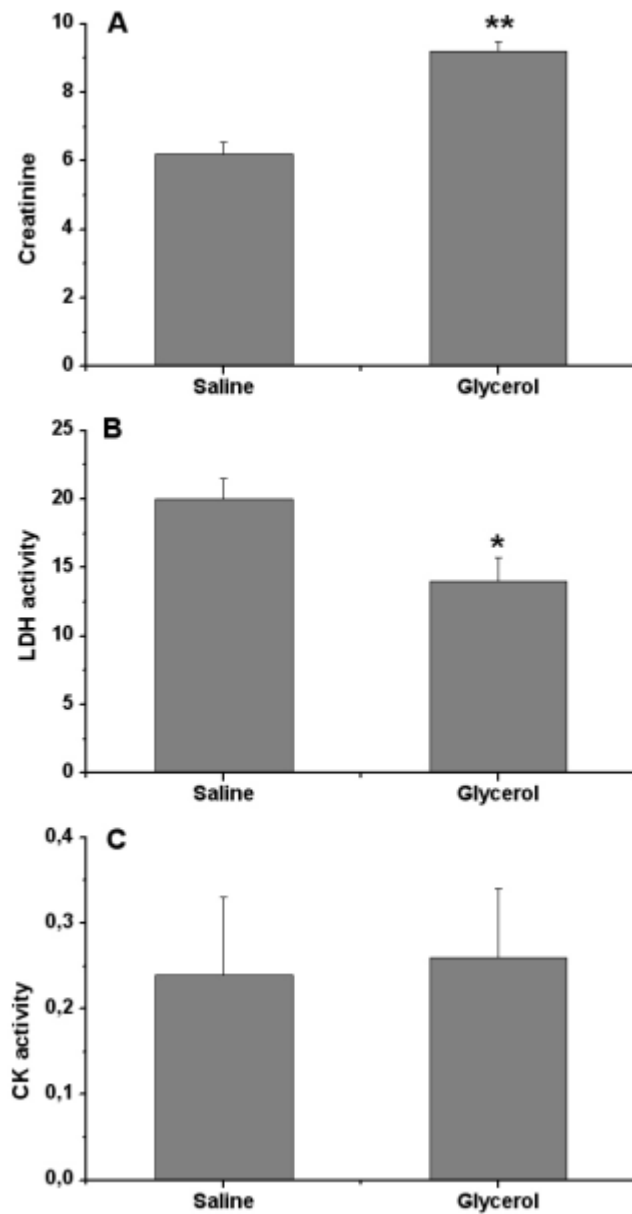 A
**
10
8
6
4
2
0
Creatinine
Saline Glycerol
B
*
25
20
15
10
5
0
LDH activity
Saline Glycerol
C
0,4
0,3
0,2
0,1
0,0
CK activity
Saline Glycerol